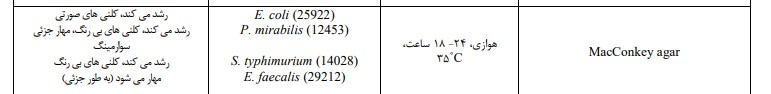 MacConkey agar
هوازی، ۲۴- ۱۸ ساعت،
۳۵˚C
E. coli (25922)
P. mirabilis (12453)
S. typhimurium (14028)
E. faecalis (29212)
رشد می کند، کلنی های صورتی
رشد می کند، کلنی های بی رنگ، مهار جزئی
سوارمینگ
رشد می کند، کلنی های بی رنگ
مهار می شود (به طور جزئی)